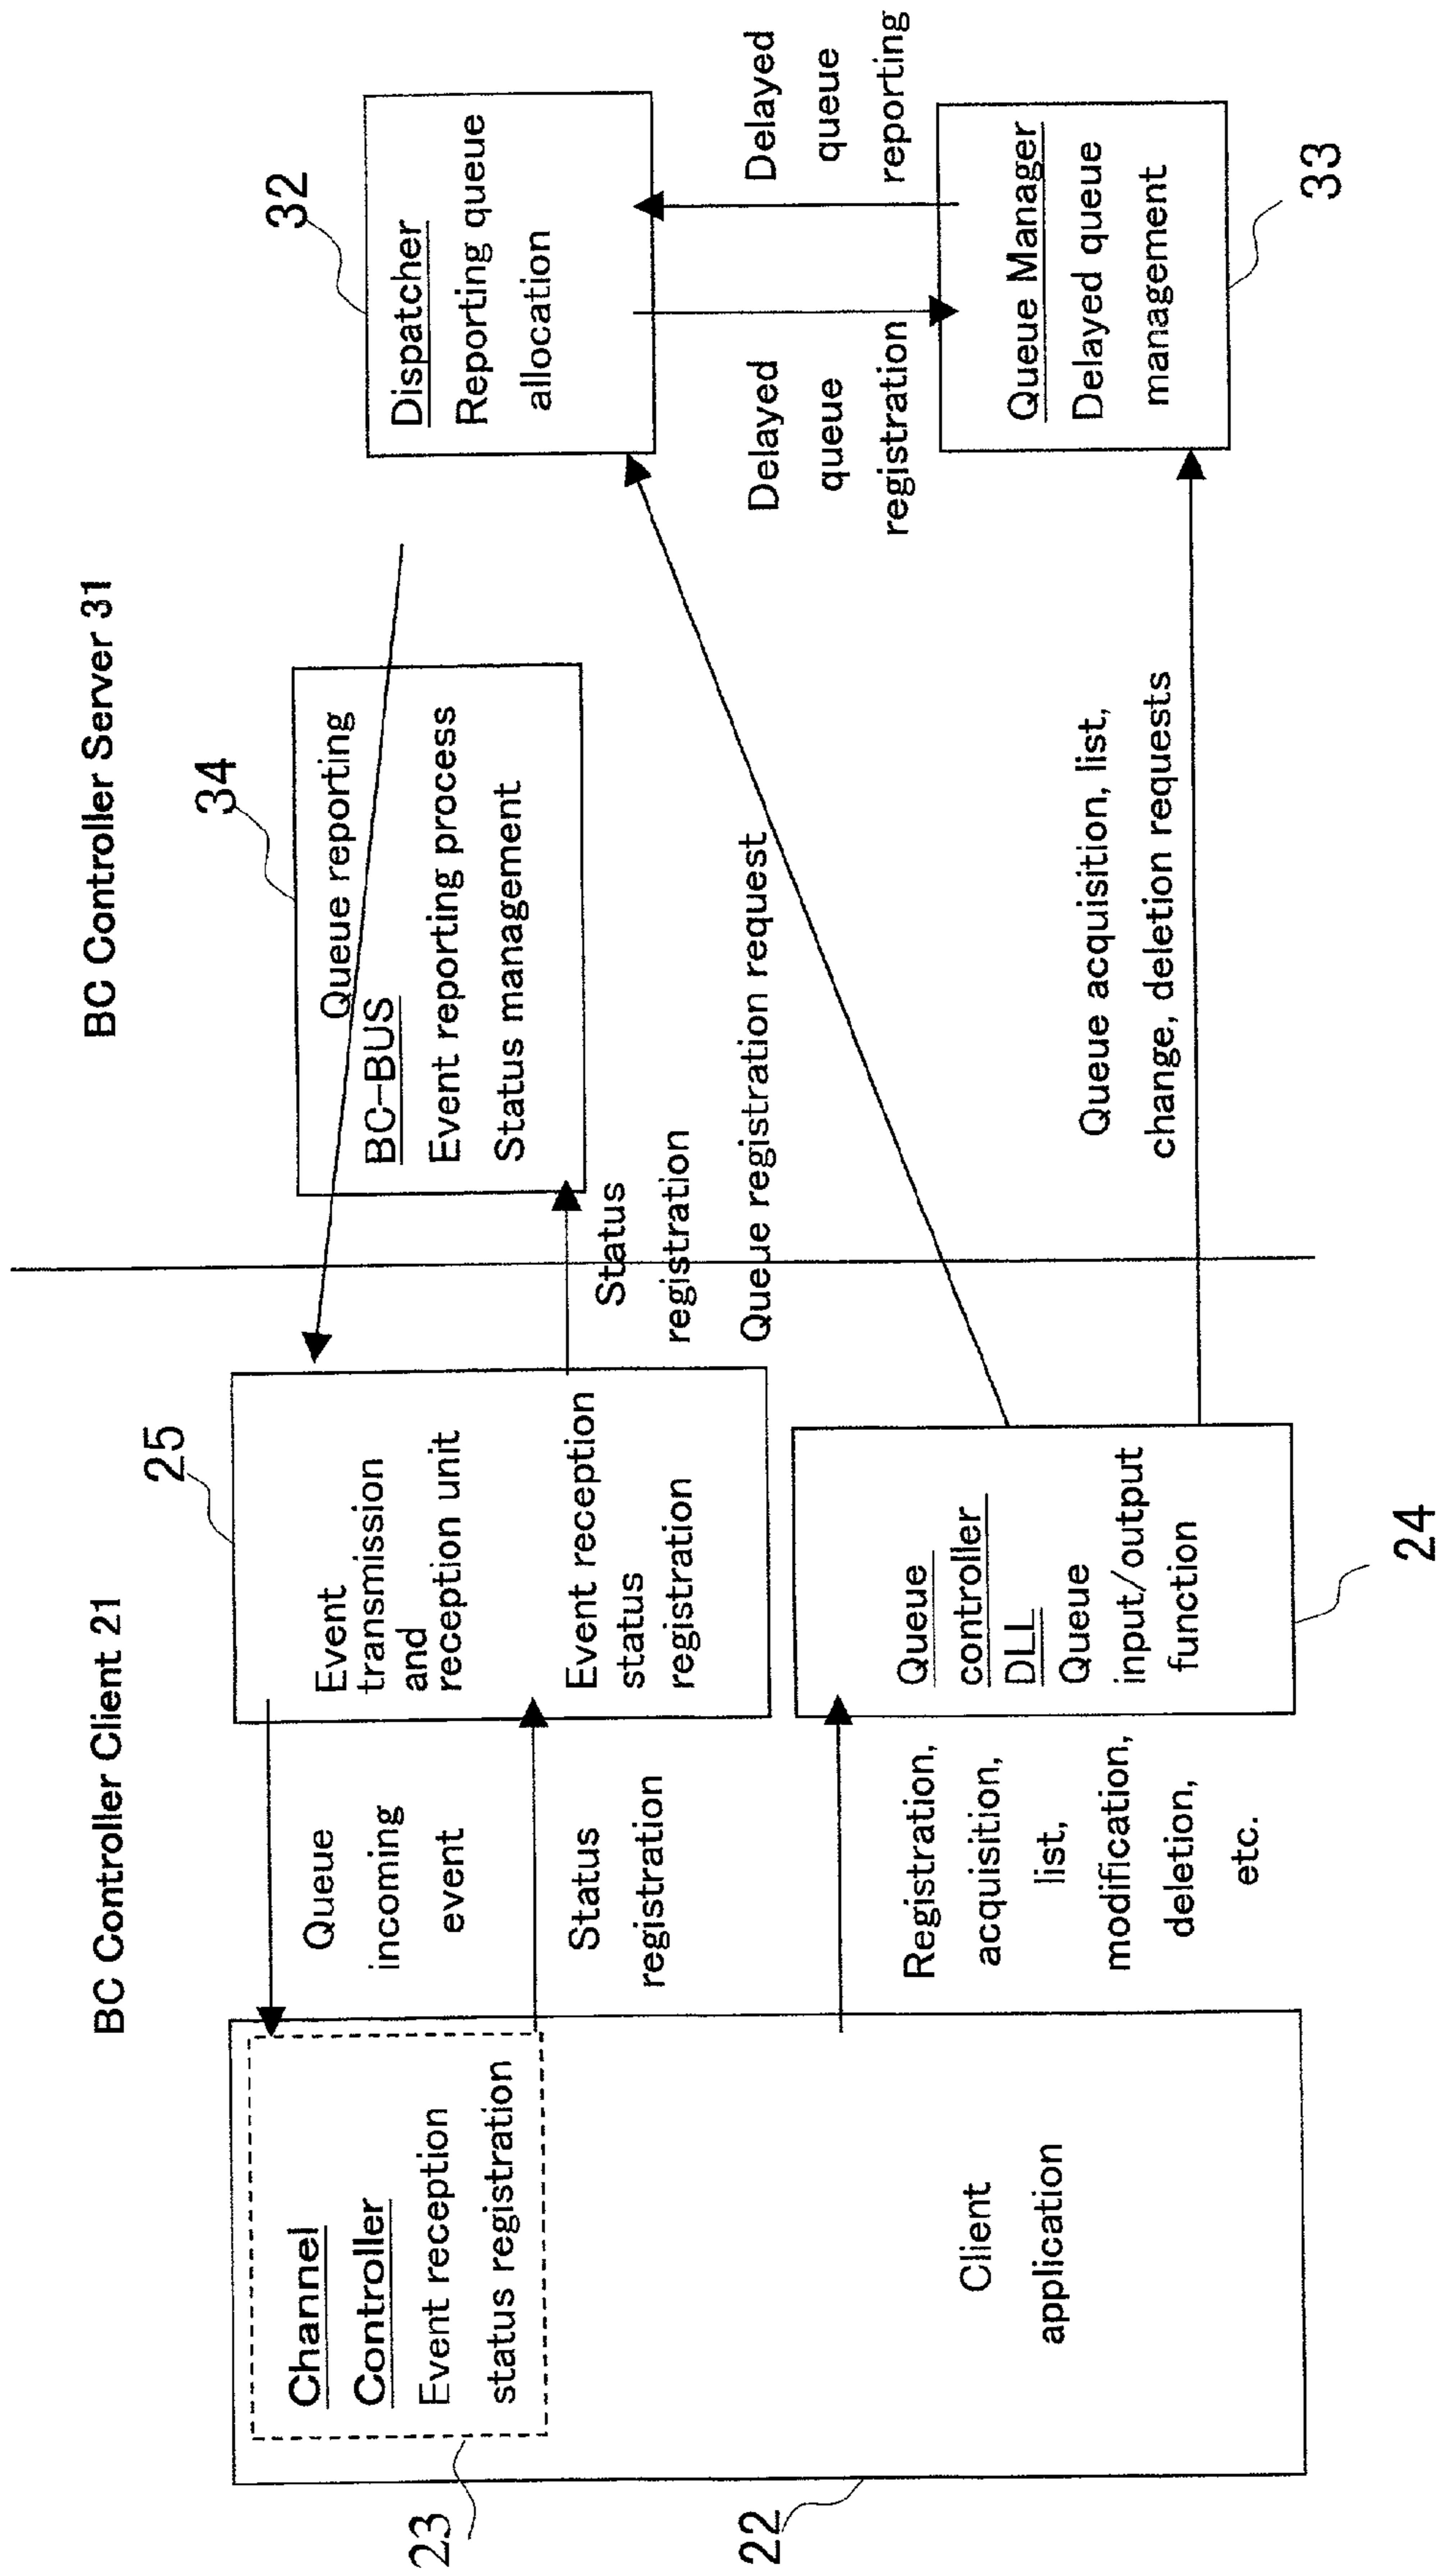 BC Controller Client 21
BC Controller Server 31
23
Channel
Controller
Event reception
status registration
22
Client
application
Queue
incoming
event
Status
registration
Registration,
acquisition,
list,
modification,
deletion,
etc.
25
Event
transmission
and
reception unit
Event reception
status
registration
24
Queue
controller
DLL
Queue
input/output
function
Status
registration
Queue registration request
Queue acquisition, list,
change, deletion requests
34
Queue reporting
BC-BUS
Event reporting process
Status management
32
Dispatcher
Reporting queue
allocation
Delayed
queue
registration
Delayed
queue
reporting
33
Queue Manager
Delayed queue
management